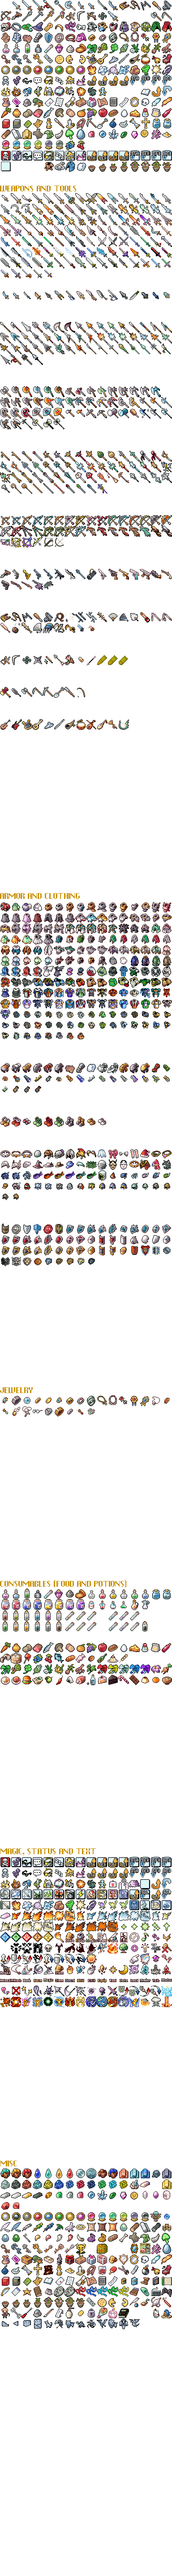 WEAPONS AND TOOLS
ARMOR AND CLOTHING
JEWELRY
CONSUMABLES (FOOD AND POTIONS)
MAGIC, STATUS AND TEXT
MISC